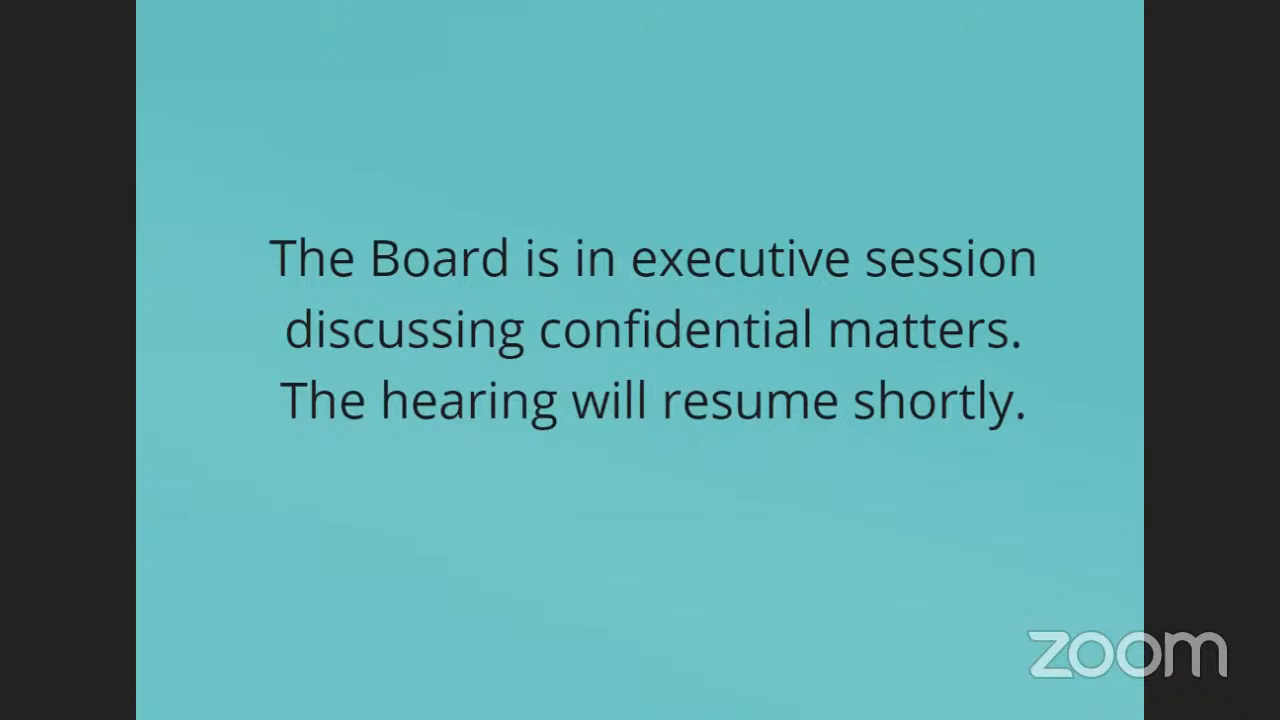 The Board is in executive session
discussing confidential matters.
The hearing will resume shortly.
zoom